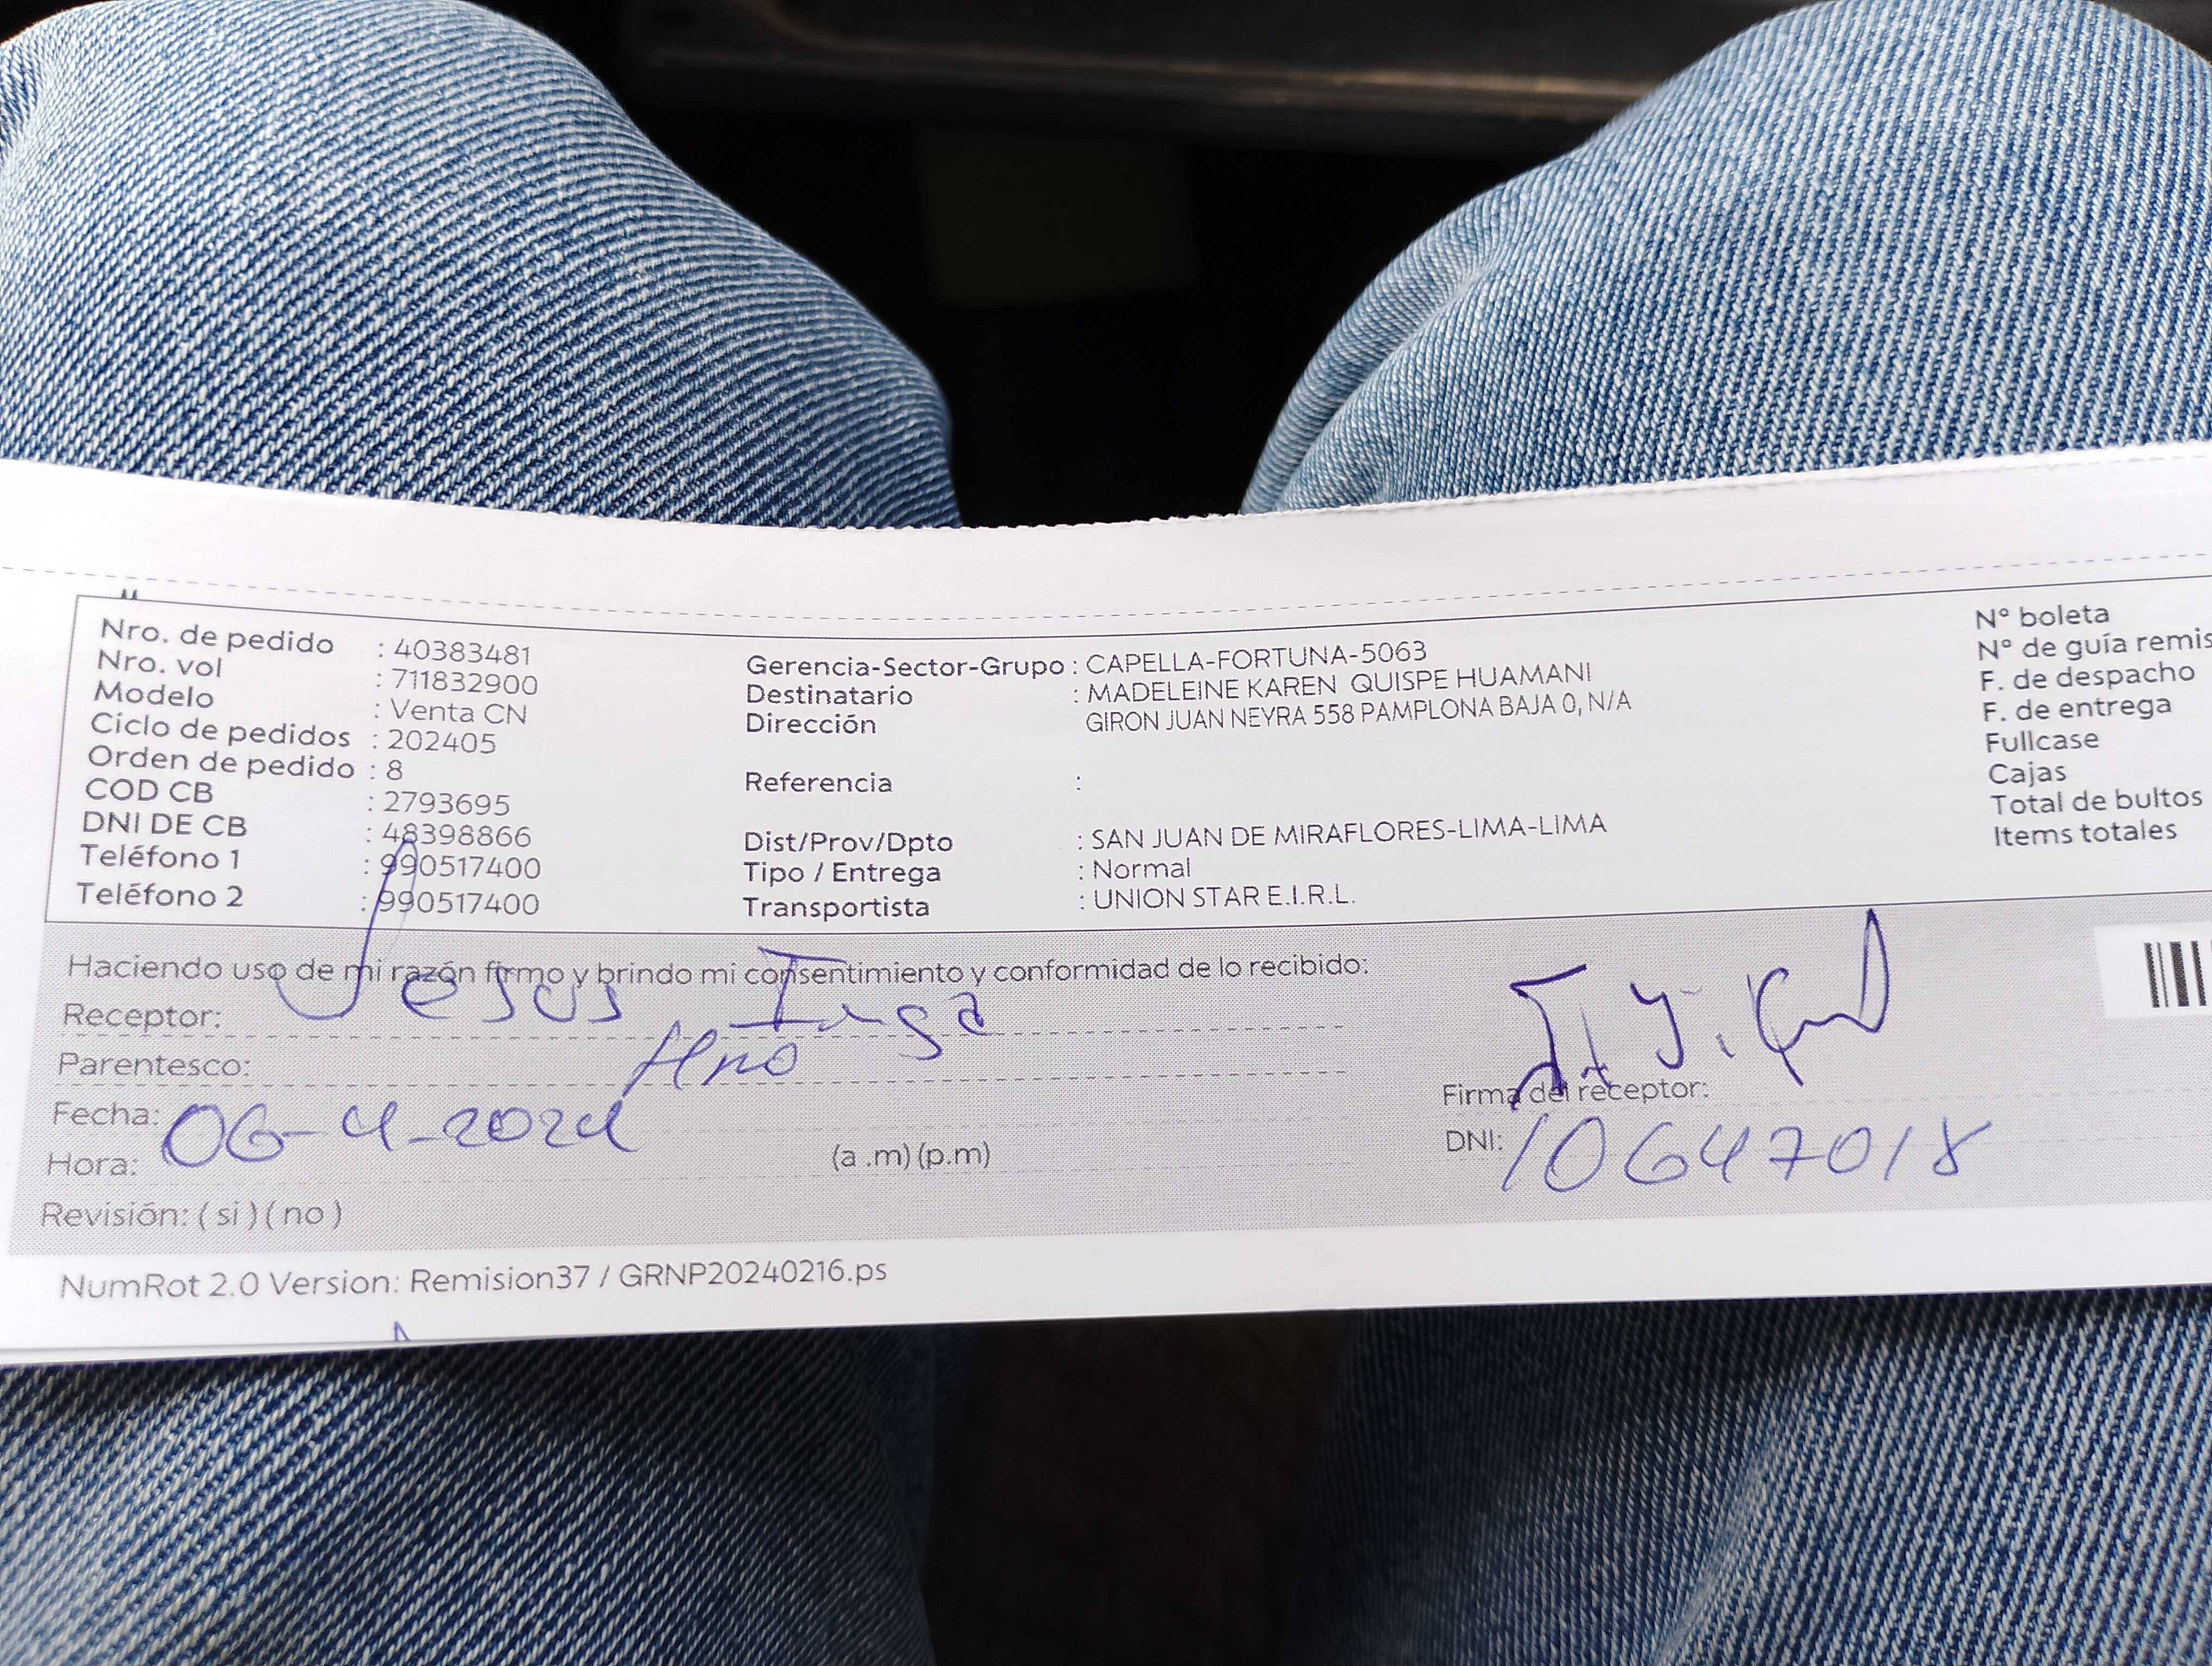 Nro. de pedido : 40383481
Nro. vol : 711832900
Modelo : Venta CN
Ciclo de pedidos : 202405
Orden de pedido : 8
COD CB : 2793695
DNI DE CB : 48398866
Teléfono 1 : 990517400
Teléfono 2 : 990517400
Gerencia-Sector-Grupo : CAPELLA-FORTUNA-5063
Destinatario : MADELEINE KAREN QUISPE HUAMANI
Dirección GIRON JUAN NEYRA 558 PAMPLONA BAJA 0, N/A
Referencia :
Dist/Prov/Dpto : SAN JUAN DE MIRAFLORES-LIMA-LIMA
Tipo / Entrega : Normal
Transportista : UNION STAR E.I.R.L.
N° boleta
N° de guía remis
F. de despacho
F. de entrega
Fullcase
Cajas
Total de bultos
Items totales
Haciendo uso de mi razón firmo y brindo mi consentimiento y conformidad de lo recibido:
Receptor: Jesus
Parentesco: Hno
Fecha: 06-4-2024
Hora: (a .m) (p.m)
Revisión: ( si ) ( no )
Firma del receptor:
DNI: 10647018
NumRot 2.0 Version: Remision37 / GRNP20240216.ps